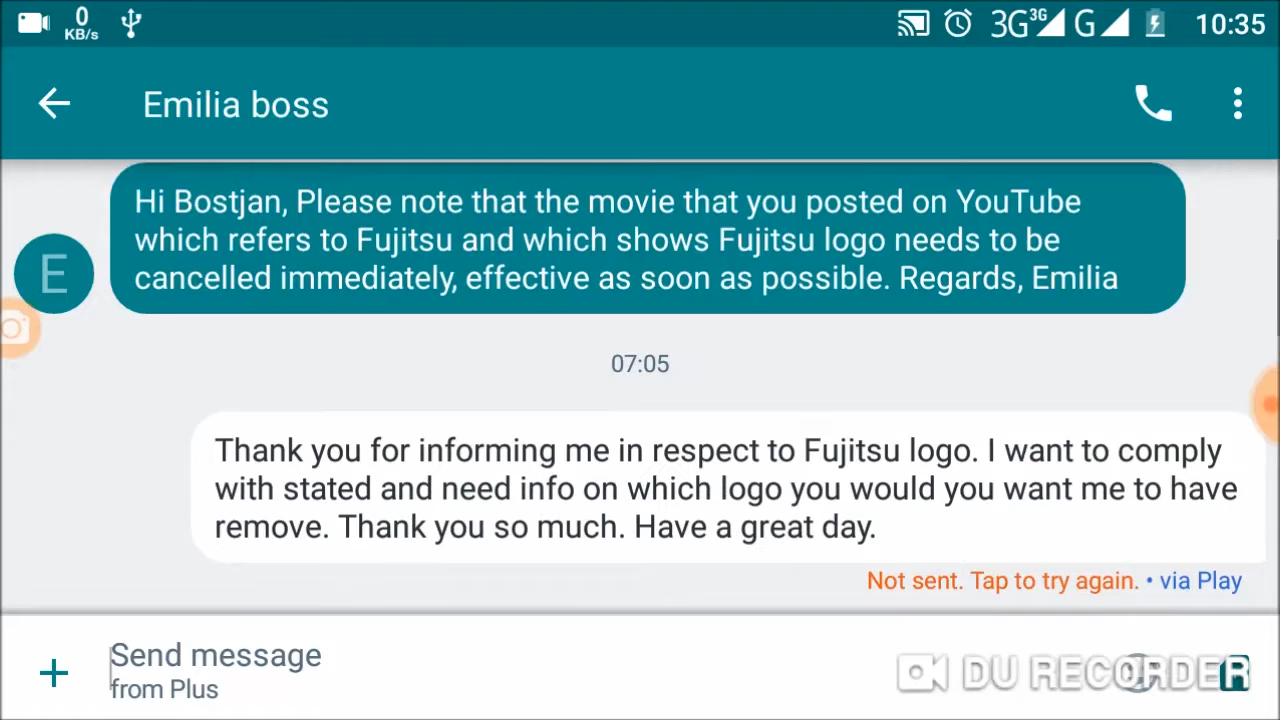 0
KB/s
3G 3G G 10:35
Emilia boss
Hi Bostjan, Please note that the movie that you posted on YouTube
which refers to Fujitsu and which shows Fujitsu logo needs to be
cancelled immediately, effective as soon as possible. Regards, Emilia
E
07:05
Thank you for informing me in respect to Fujitsu logo. I want to comply
with stated and need info on which logo you would you want me to have
remove. Thank you so much. Have a great day.
Not sent. Tap to try again. • via Play
Send message
from Plus
DU RECORDER